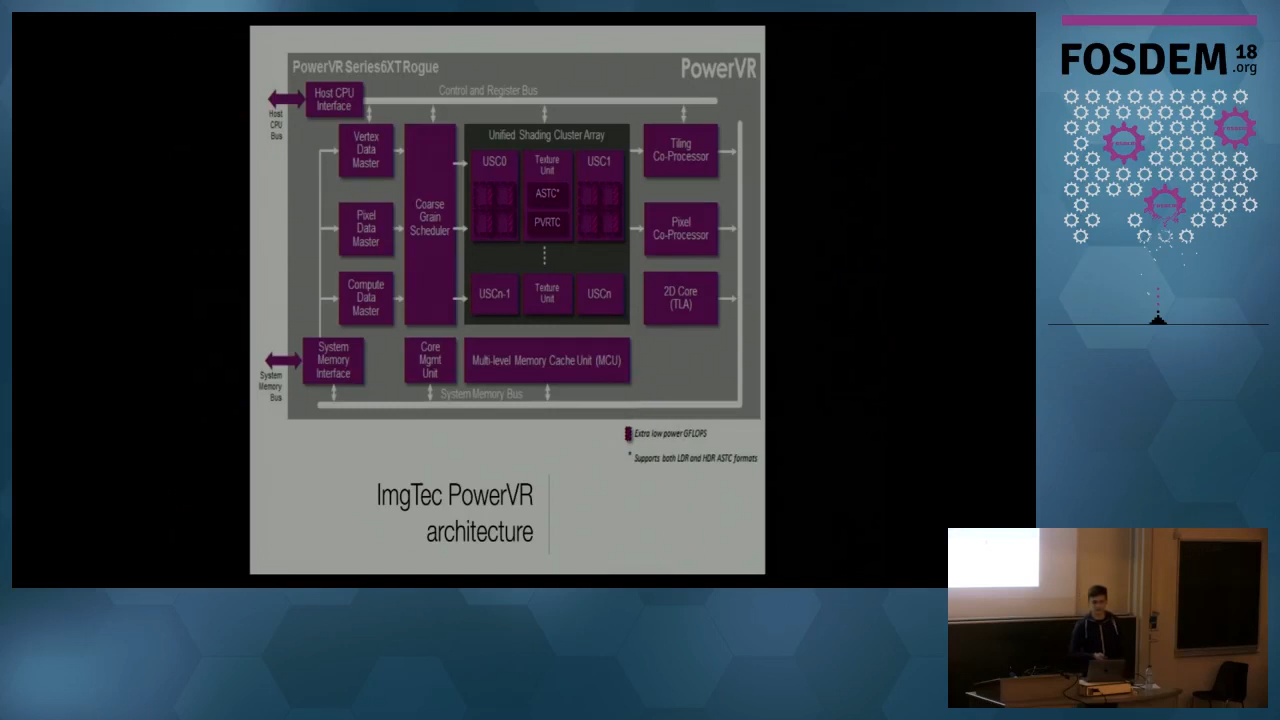 PowerVR Series6XT Rogue
PowerVR
Host CPU
Interface
Control and Register Bus
Host
CPU
Bus
Vertex
Data
Master
Pixel
Data
Master
Compute
Data
Master
Coarse
Grain
Scheduler
Unified Shading Cluster Array
USC0
Texture
Unit
ASTC*
PVRTC
USC1
USCn-1
Texture
Unit
USCn
Tiling
Co-Processor
Pixel
Co-Processor
2D Core
(TLA)
System
Memory
Interface
Core
Mgmt
Unit
Multi-level Memory Cache Unit (MCU)
System
Memory
Bus
System Memory Bus
Extra low power GFLOPS
* Supports both LDR and HDR ASTC formats
ImgTec PowerVR
architecture
FOSDEM 18
.org